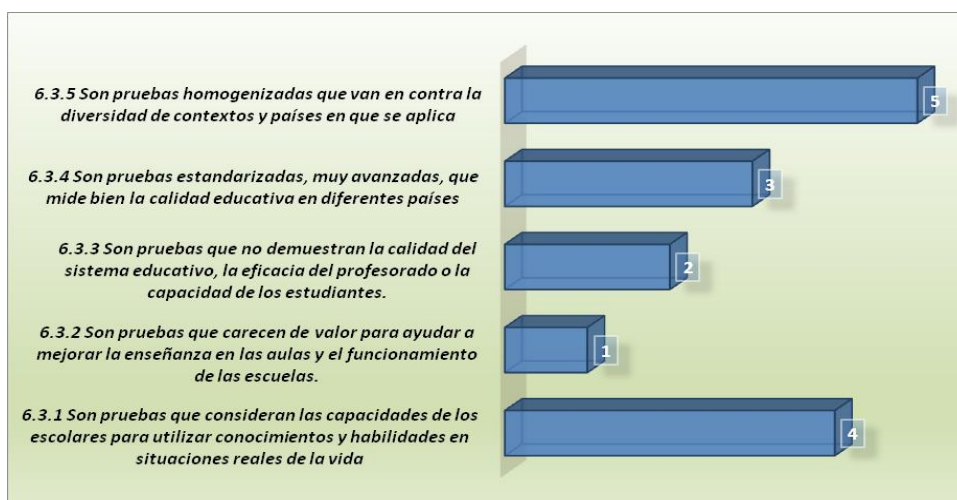 6.3.5 Son pruebas homogenizadas que van en contra la
diversidad de contextos y países en que se aplica
5
6.3.4 Son pruebas estandarizadas, muy avanzadas, que
mide bien la calidad educativa en diferentes países
3
6.3.3 Son pruebas que no demuestran la calidad del
sistema educativo, la eficacia del profesorado o la
capacidad de los estudiantes.
2
6.3.2 Son pruebas que carecen de valor para ayudar a
mejorar la enseñanza en las aulas y el funcionamiento
de las escuelas.
1
6.3.1 Son pruebas que consideran las capacidades de los
escolares para utilizar conocimientos y habilidades en
situaciones reales de la vida
4